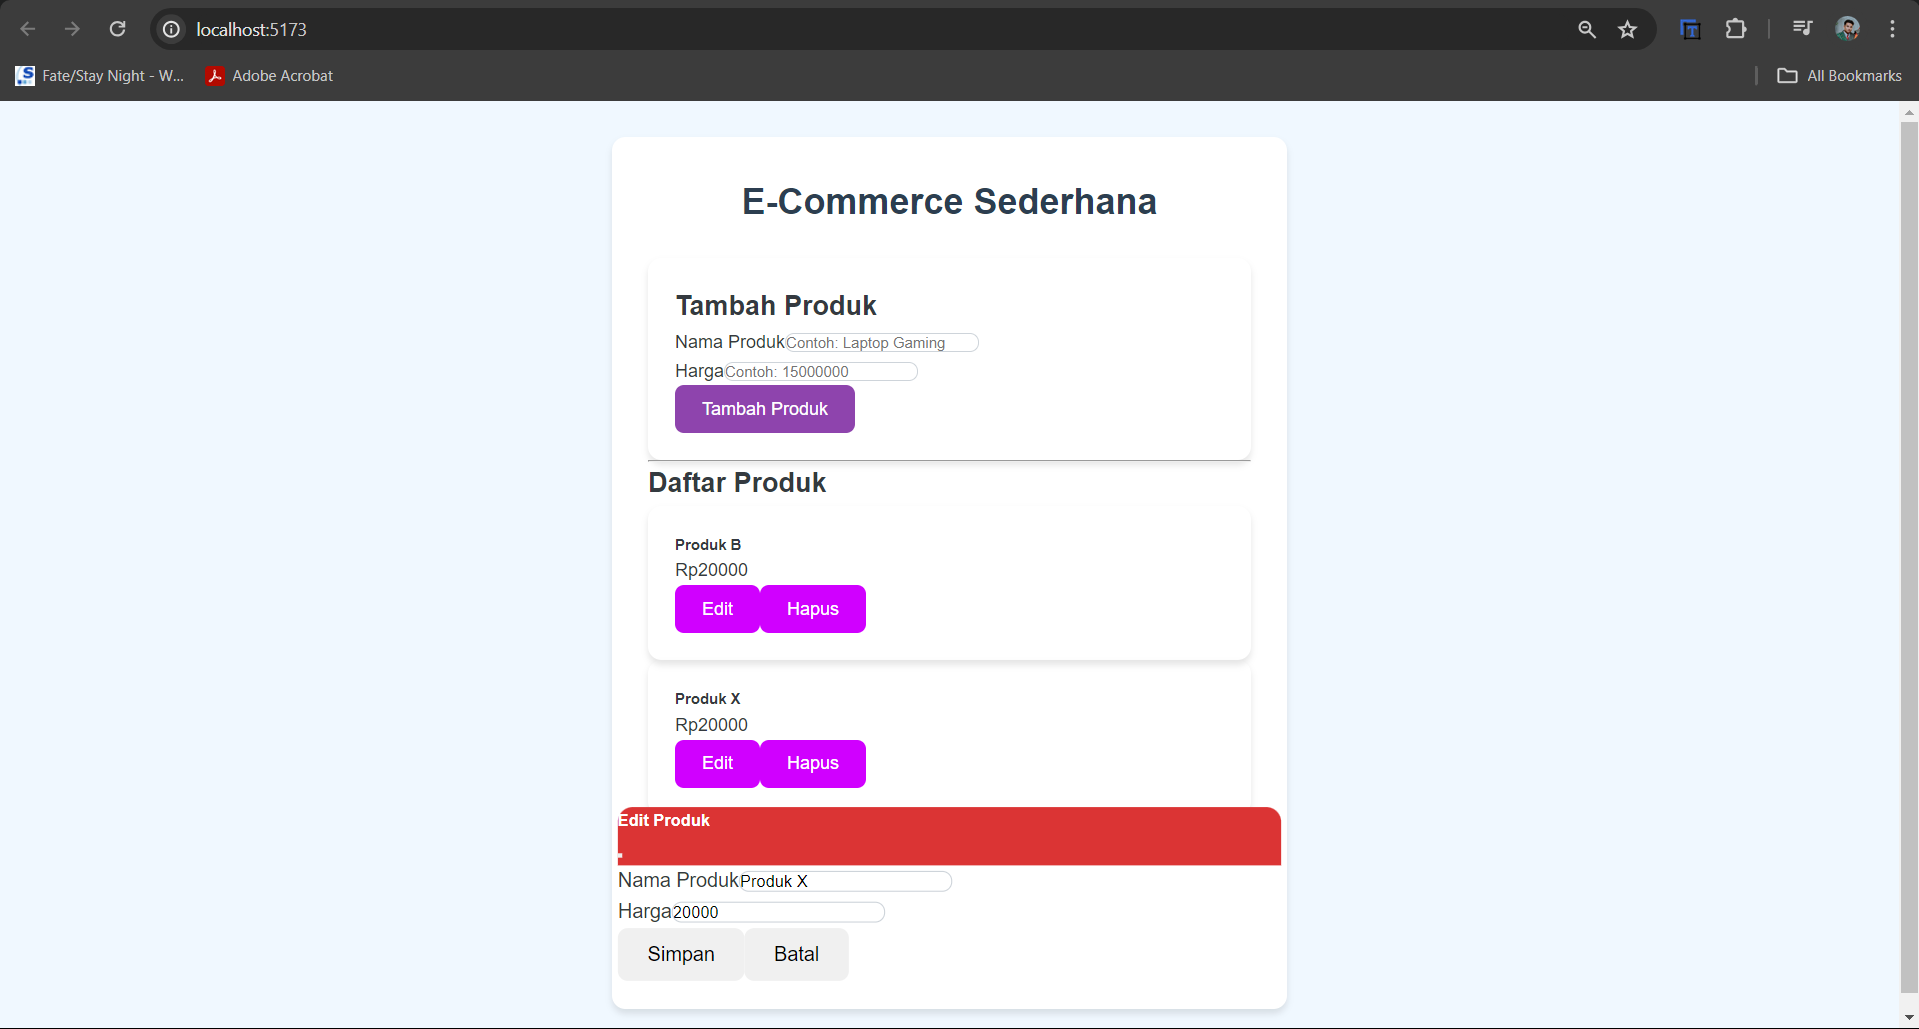 localhost:5173
Fate/Stay Night - W...
Adobe Acrobat
All Bookmarks
E-Commerce Sederhana
Tambah Produk
Nama Produk Contoh: Laptop Gaming
Harga Contoh: 15000000
Tambah Produk
Daftar Produk
Produk B
Rp20000
Edit Hapus
Produk X
Rp20000
Edit Hapus
Edit Produk
Nama Produk Produk X
Harga 20000
Simpan Batal